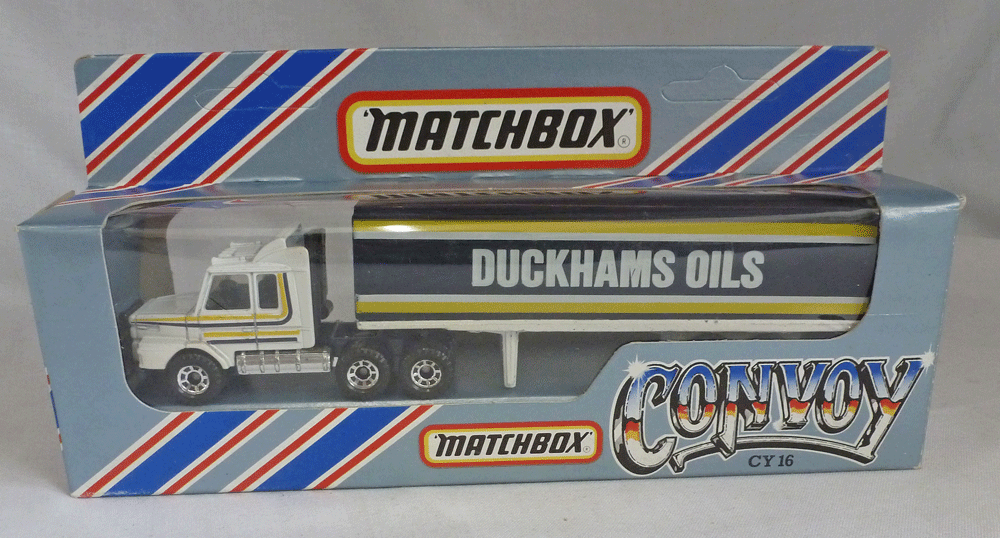 'MATCHBOX' ®
DUCKHAMS OILS
'MATCHBOX' ®
CONVOY
CY 16